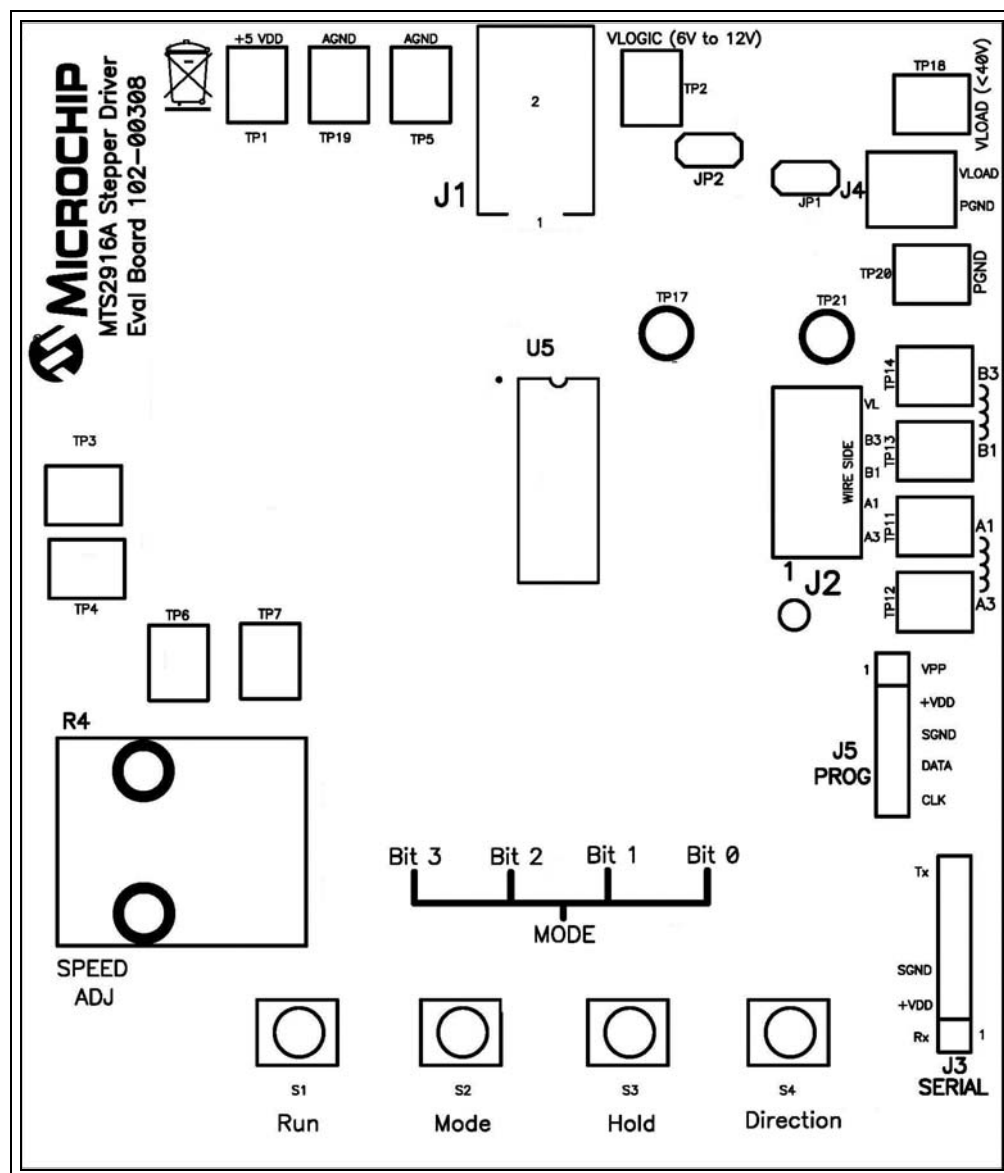 MICROCHIP
MTS2916A Stepper Driver
Eval Board 102-00308
+5 VDD
TP1
AGND
TP19
AGND
TP5
2
J1
1
VLOGIC (6V to 12V)
TP2
JP2
JP1
TP18
VLOAD (<40V)
J4
VLOAD
PGND
TP20
PGND
TP17
TP21
U5
TP14
B3
TP13
B1
TP11
A1
TP12
A3
VL
B3
B1
A1
A3
WIRE SIDE
1
J2
TP3
TP4
TP6
TP7
R4
SPEED
ADJ
1
VPP
+VDD
SGND
DATA
CLK
J5
PROG
Bit 3 Bit 2 Bit 1 Bit 0
MODE
Tx
SGND
+VDD
Rx
1
J3
SERIAL
S1
Run
S2
Mode
S3
Hold
S4
Direction